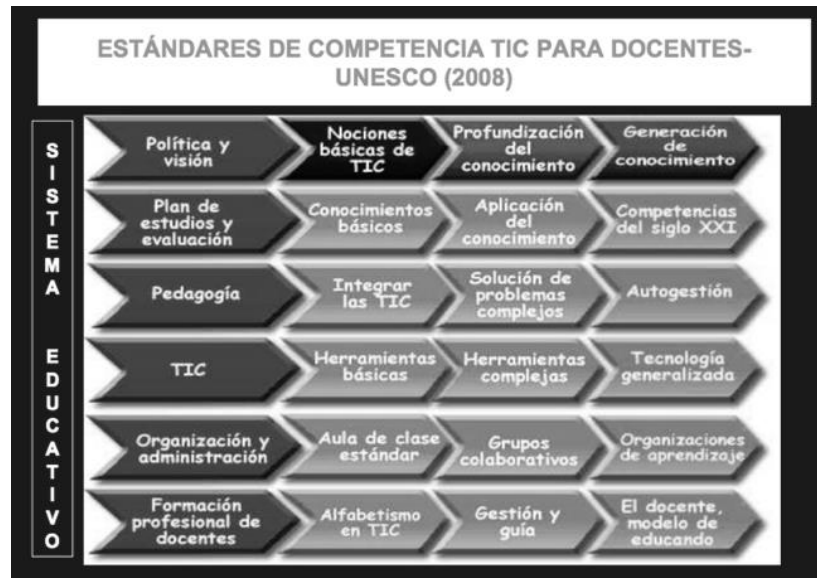 ESTÁNDARES DE COMPETENCIA TIC PARA DOCENTES-
UNESCO (2008)
SISTEMA EDUCATIVO
Política y
visión
Nociones
básicas de
TIC
Profundización
del
conocimiento
Generación
de
conocimiento
Plan de
estudios y
evaluación
Conocimientos
básicos
Aplicación
del
conocimiento
Competencias
del siglo XXI
Pedagogía
Integrar
las TIC
Solución de
problemas
complejos
Autogestión
TIC
Herramientas
básicas
Herramientas
complejas
Tecnología
generalizada
Organización y
administración
Aula de clase
estándar
Grupos
colaborativos
Organizaciones
de aprendizaje
Formación
profesional de
docentes
Alfabetismo
en TIC
Gestión y
guía
El docente,
modelo de
educando